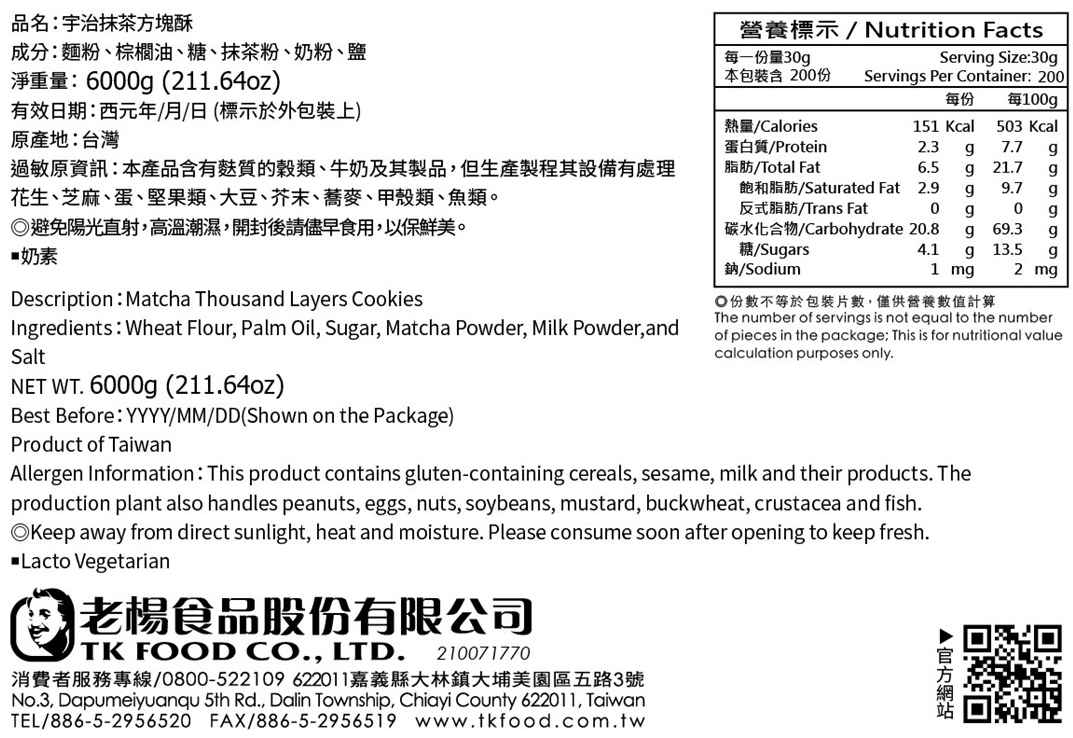 品名：宇治抹茶方塊酥
成分：麵粉、棕櫚油、糖、抹茶粉、奶粉、鹽
淨重量： 6000g (211.64oz)
有效日期：西元年/月/日 (標示於外包裝上)
原產地：台灣
過敏原資訊：本產品含有麩質的穀類、牛奶及其製品，但生產製程其設備有處理
花生、芝麻、蛋、堅果類、大豆、芥末、蕎麥、甲殼類、魚類。
◎避免陽光直射，高溫潮濕，開封後請儘早食用，以保鮮美。
▪奶素
Description：Matcha Thousand Layers Cookies
Ingredients：Wheat Flour, Palm Oil, Sugar, Matcha Powder, Milk Powder,and
Salt
NET WT. 6000g (211.64oz)
Best Before：YYYY/MM/DD(Shown on the Package)
Product of Taiwan
Allergen Information：This product contains gluten-containing cereals, sesame, milk and their products. The
production plant also handles peanuts, eggs, nuts, soybeans, mustard, buckwheat, crustacea and fish.
◎Keep away from direct sunlight, heat and moisture. Please consume soon after opening to keep fresh.
▪Lacto Vegetarian
營養標示 / Nutrition Facts
每一份量30g Serving Size:30g
本包裝含 200份 Servings Per Container: 200
每份 每100g
熱量/Calories 151 Kcal 503 Kcal
蛋白質/Protein 2.3 g 7.7 g
脂肪/Total Fat 6.5 g 21.7 g
飽和脂肪/Saturated Fat 2.9 g 9.7 g
反式脂肪/Trans Fat 0 g 0 g
碳水化合物/Carbohydrate 20.8 g 69.3 g
糖/Sugars 4.1 g 13.5 g
鈉/Sodium 1 mg 2 mg
◎份數不等於包裝片數，僅供營養數值計算
The number of servings is not equal to the number
of pieces in the package; This is for nutritional value
calculation purposes only.
老楊食品股份有限公司
TK FOOD CO., LTD. 210071770
消費者服務專線/0800-522109 622011嘉義縣大林鎮大埔美園區五路3號
No.3, Dapumeiyuanqu 5th Rd., Dalin Township, Chiayi County 622011, Taiwan
TEL/886-5-2956520 FAX/886-5-2956519 www.tkfood.com.tw
▶官方網站